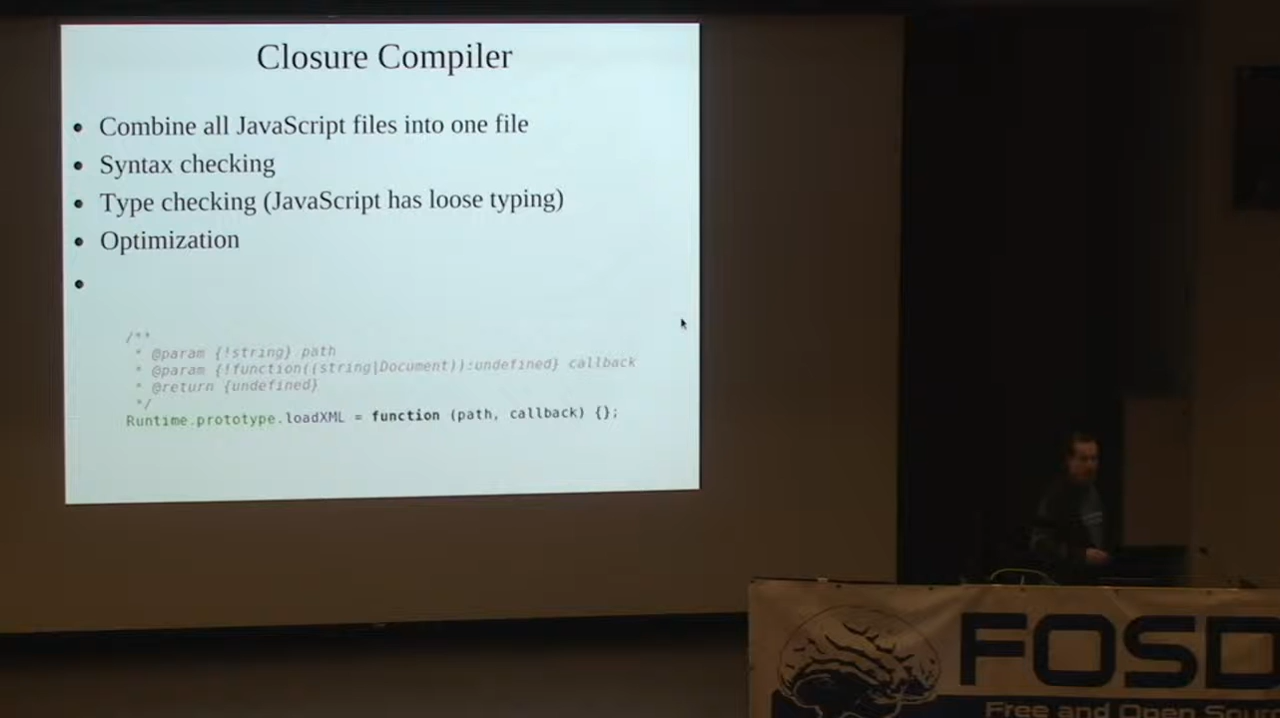 Closure Compiler
Combine all JavaScript files into one file
Syntax checking
Type checking (JavaScript has loose typing)
Optimization
/**
* @param {!string} path
* @param {!function((string|Document)):undefined} callback
* @return {undefined}
*/
Runtime.prototype.loadXML = function (path, callback) {};
FOSD
Free and Open Sour